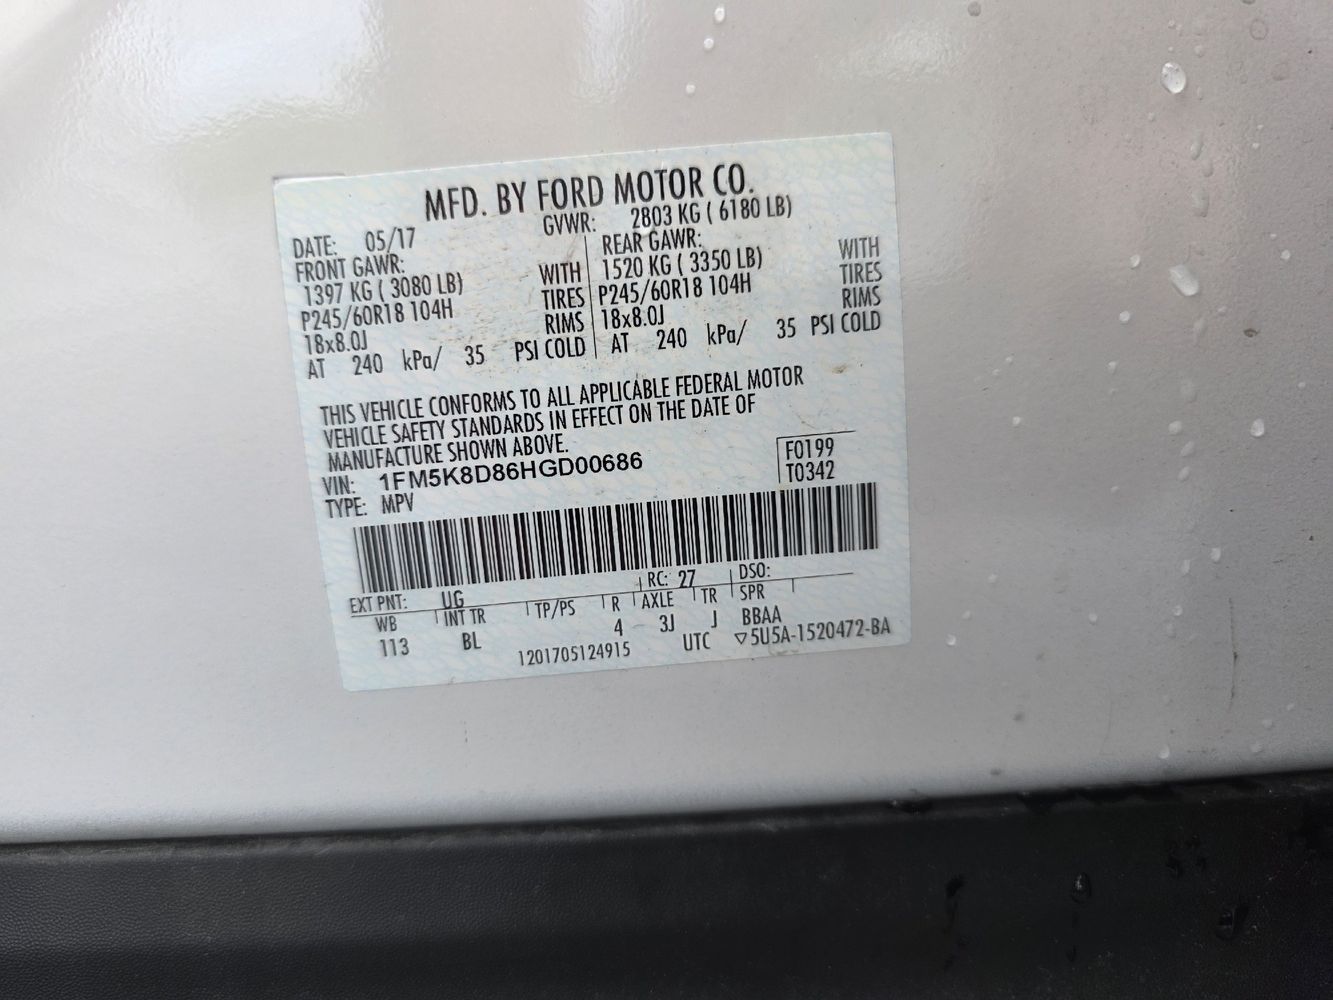 MFD. BY FORD MOTOR CO.
DATE: 05/17 GVWR: 2803 KG ( 6180 LB)
FRONT GAWR: REAR GAWR:
1397 KG ( 3080 LB) WITH 1520 KG ( 3350 LB) WITH
P245/60R18 104H TIRES P245/60R18 104H TIRES
18x8.0J RIMS 18x8.0J RIMS
AT 240 kPa/ 35 PSI COLD AT 240 kPa/ 35 PSI COLD
THIS VEHICLE CONFORMS TO ALL APPLICABLE FEDERAL MOTOR
VEHICLE SAFETY STANDARDS IN EFFECT ON THE DATE OF
MANUFACTURE SHOWN ABOVE.
VIN: 1FM5K8D86HGD00686 F0199
TYPE: MPV T0342
EXT PNT: UG RC: 27 DSO:
WB INT TR TP/PS R AXLE TR SPR
113 BL 4 3J J BBAA
1201705124915 UTC ▽5U5A-1520472-BA